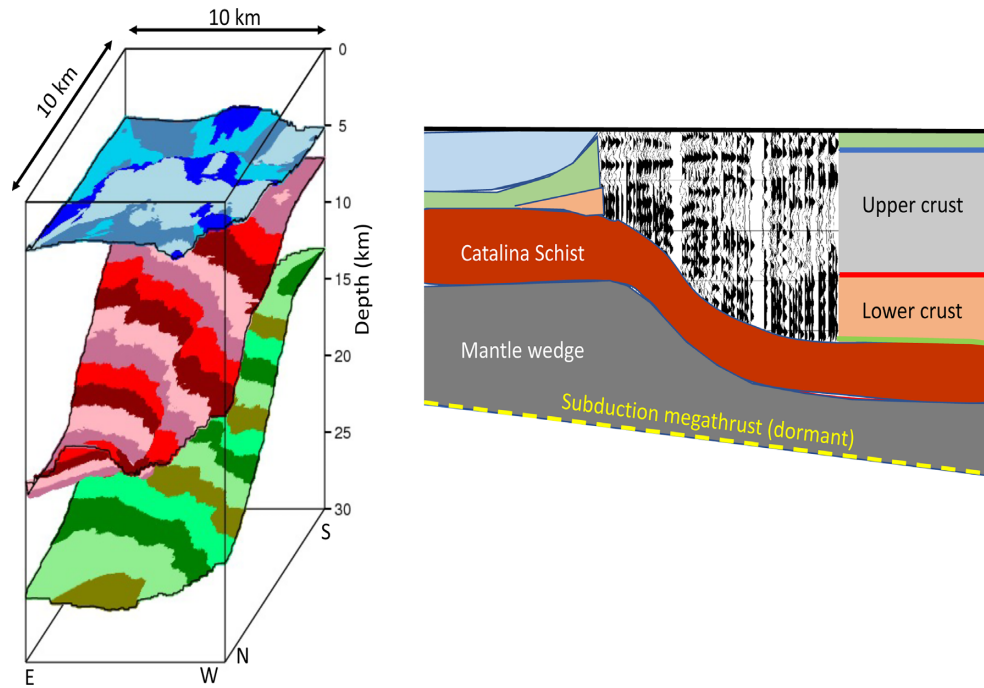 10 km
10 km
0
5
10
15
20
25
30
Depth (km)
S
N
W
E
Catalina Schist
Mantle wedge
Subduction megathrust (dormant)
Upper crust
Lower crust